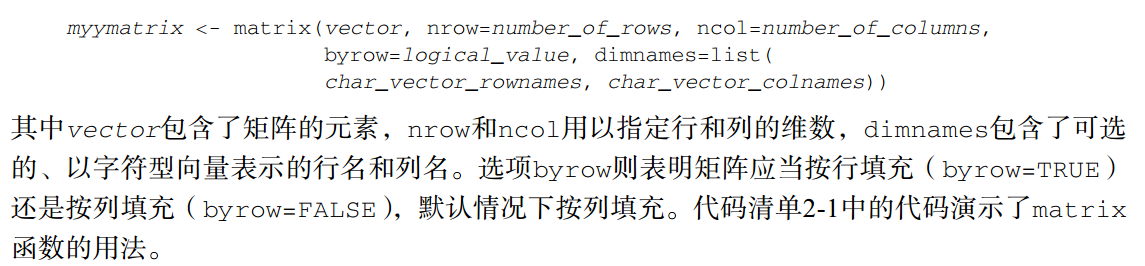 myymatrix <- matrix(vector, nrow=number_of_rows, ncol=number_of_columns,
byrow=logical_value, dimnames=list(
char_vector_rownames, char_vector_colnames))
其中vector包含了矩阵的元素，nrow和ncol用以指定行和列的维数，dimnames包含了可选
的、以字符型向量表示的行名和列名。选项byrow则表明矩阵应当按行填充（byrow=TRUE）
还是按列填充（byrow=FALSE），默认情况下按列填充。代码清单2-1中的代码演示了matrix
函数的用法。